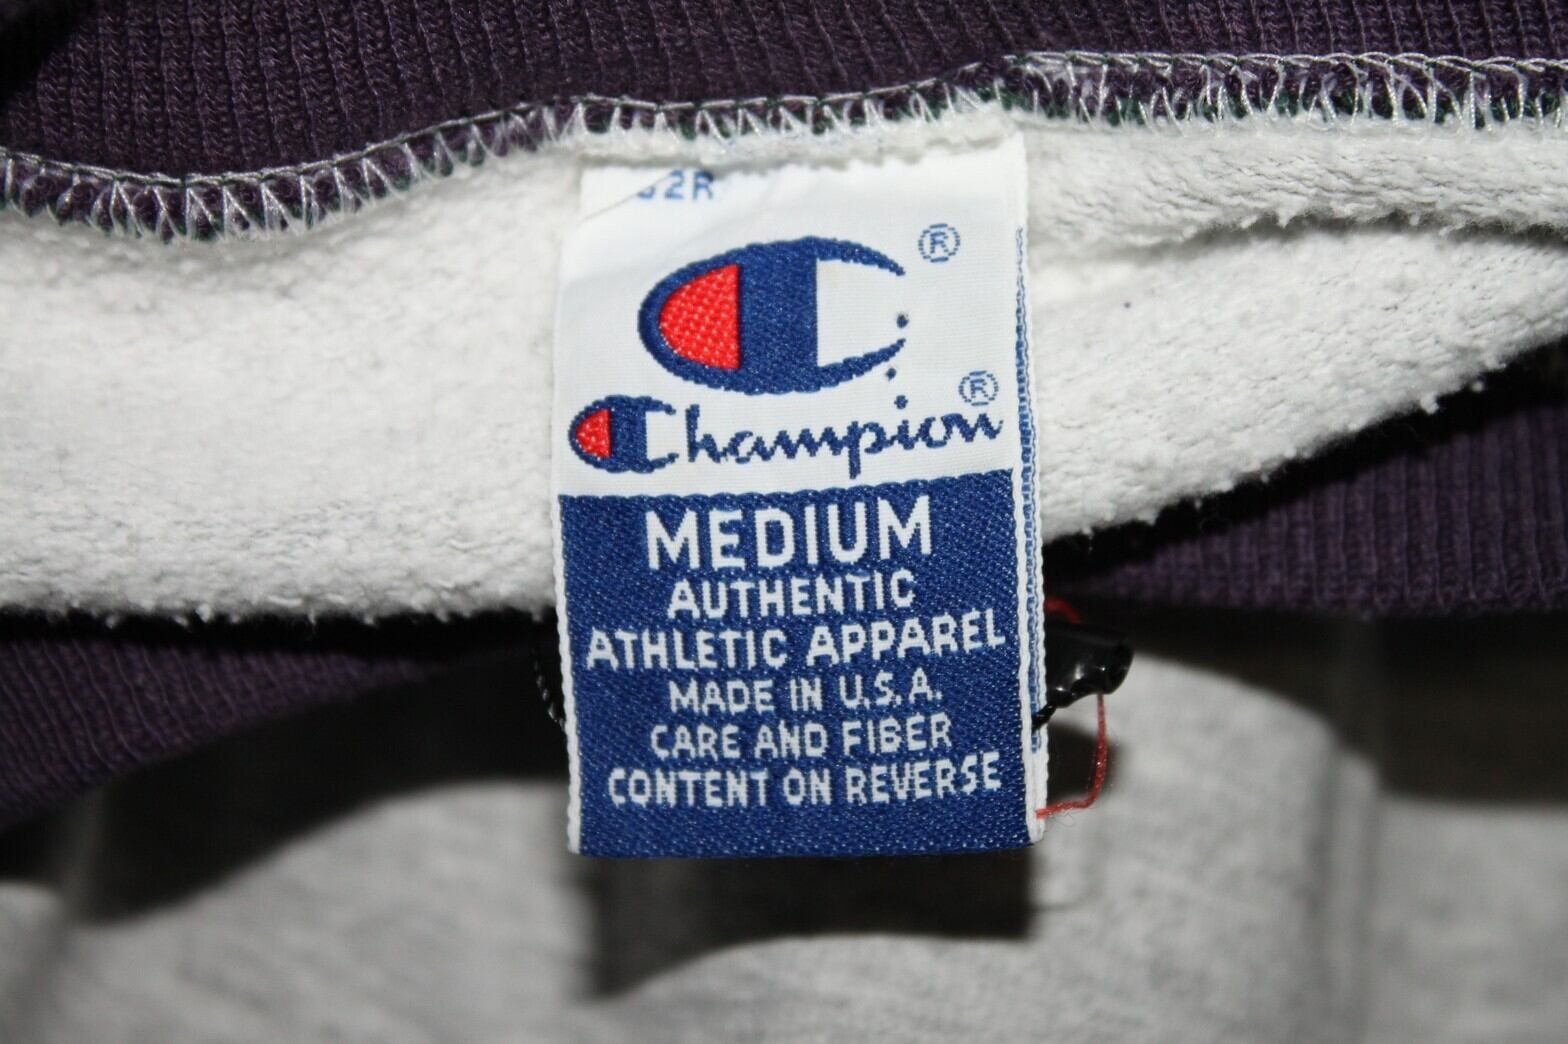 ®
Champion®
MEDIUM
AUTHENTIC
ATHLETIC APPAREL
MADE IN U.S.A.
CARE AND FIBER
CONTENT ON REVERSE